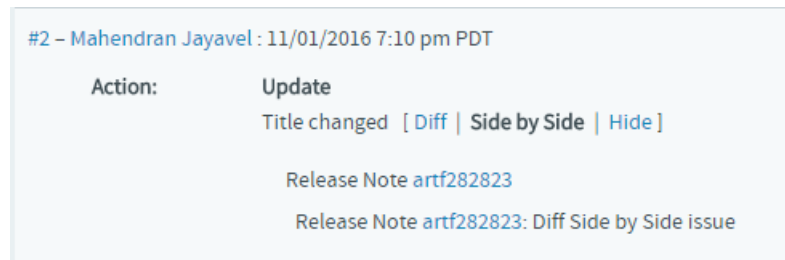 #2 – Mahendran Jayavel : 11/01/2016 7:10 pm PDT
Action: Update
Title changed [ Diff | Side by Side | Hide ]
Release Note artf282823
Release Note artf282823: Diff Side by Side issue